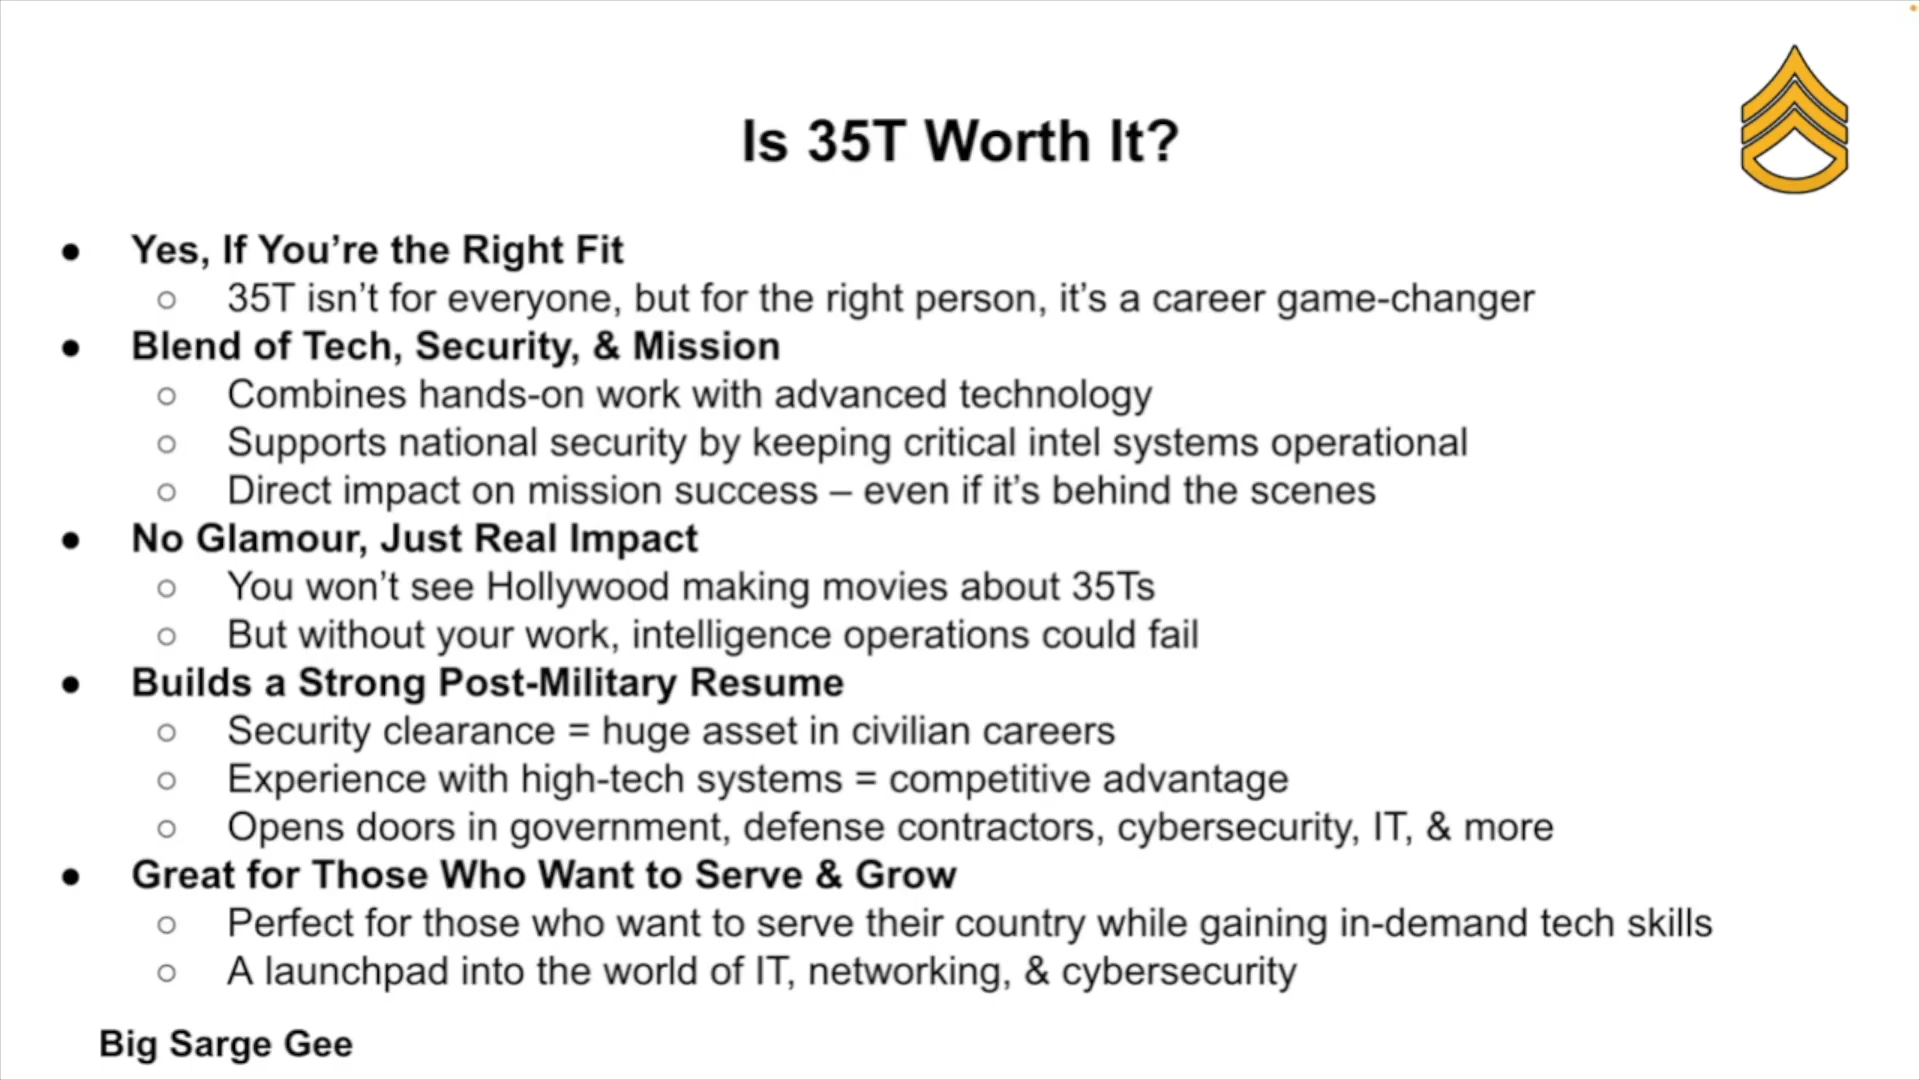 Is 35T Worth It?
● Yes, If You’re the Right Fit
○ 35T isn’t for everyone, but for the right person, it’s a career game-changer
● Blend of Tech, Security, & Mission
○ Combines hands-on work with advanced technology
○ Supports national security by keeping critical intel systems operational
○ Direct impact on mission success – even if it’s behind the scenes
● No Glamour, Just Real Impact
○ You won’t see Hollywood making movies about 35Ts
○ But without your work, intelligence operations could fail
● Builds a Strong Post-Military Resume
○ Security clearance = huge asset in civilian careers
○ Experience with high-tech systems = competitive advantage
○ Opens doors in government, defense contractors, cybersecurity, IT, & more
● Great for Those Who Want to Serve & Grow
○ Perfect for those who want to serve their country while gaining in-demand tech skills
○ A launchpad into the world of IT, networking, & cybersecurity
Big Sarge Gee